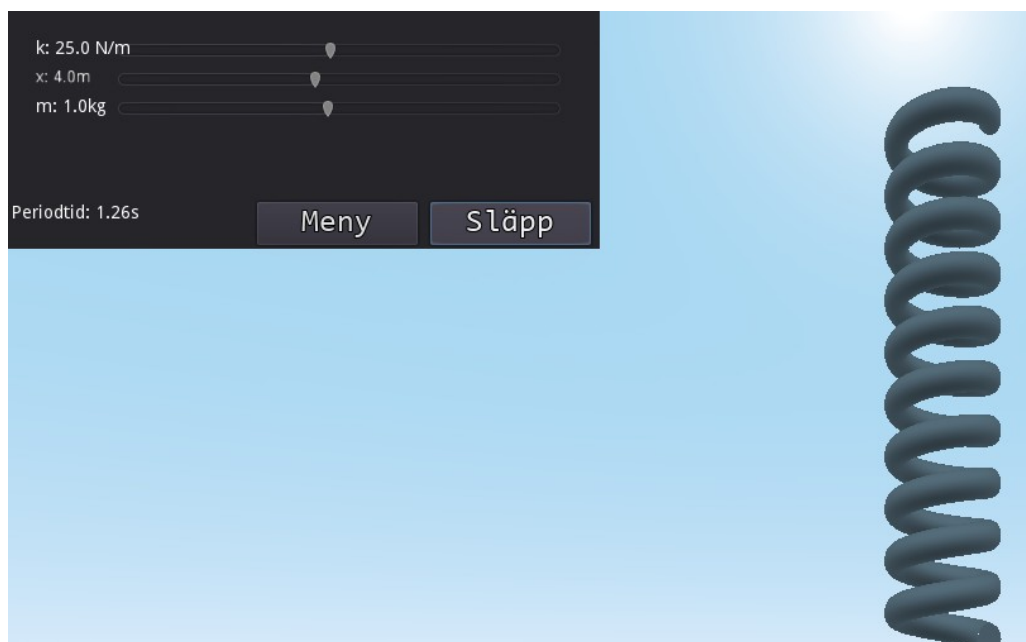 k: 25.0 N/m
x: 4.0m
m: 1.0kg
Periodtid: 1.26s
Meny
Släpp